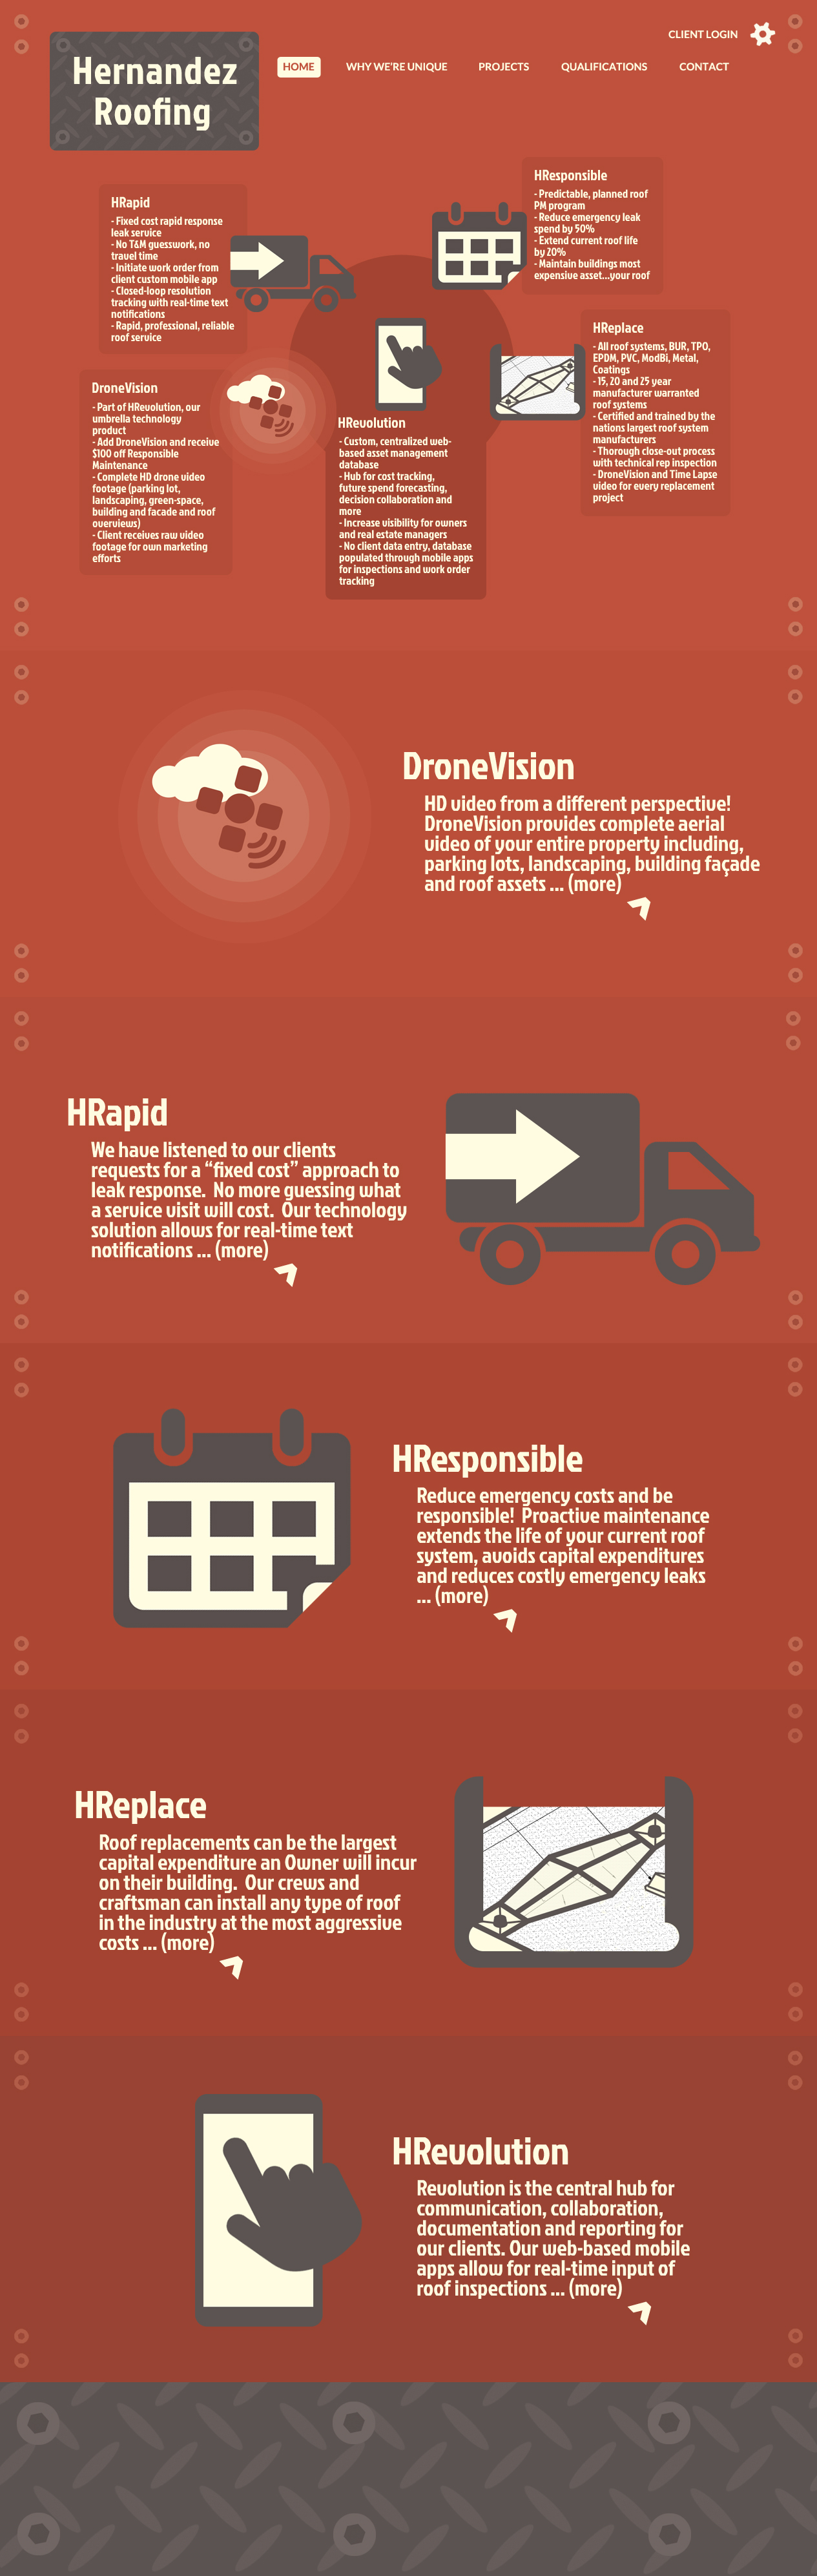 CLIENT LOGIN
Hernandez
Roofing
HOME
WHY WE'RE UNIQUE
PROJECTS
QUALIFICATIONS
CONTACT
HRapid
- Fixed cost rapid response
leak service
- No T&M guesswork, no
travel time
- Initiate work order from
client custom mobile app
- Closed-loop resolution
tracking with real-time text
notifications
- Rapid, professional, reliable
roof service
HResponsible
- Predictable, planned roof
PM program
- Reduce emergency leak
spend by 50%
- Extend current roof life
by 20%
- Maintain buildings most
expensive asset...your roof
DroneVision
- Part of HRevolution, our
umbrella technology
product
- Add DroneVision and receive
$100 off Responsible
Maintenance
- Complete HD drone video
footage (parking lot,
landscaping, green-space,
building and facade and roof
overviews)
- Client receives raw video
footage for own marketing
efforts
HRevolution
- Custom, centralized web-
based asset management
database
- Hub for cost tracking,
future spend forecasting,
decision collaboration and
more
- Increase visibility for owners
and real estate managers
- No client data entry, database
populated through mobile apps
for inspections and work order
tracking
HReplace
- All roof systems, BUR, TPO,
EPDM, PVC, ModBi, Metal,
Coatings
- 15, 20 and 25 year
manufacturer warranted
roof systems
- Certified and trained by the
nations largest roof system
manufacturers
- Thorough close-out process
with technical rep inspection
- DroneVision and Time Lapse
video for every replacement
project
DroneVision
HD video from a different perspective!
DroneVision provides complete aerial
video of your entire property including,
parking lots, landscaping, building façade
and roof assets ... (more)
HRapid
We have listened to our clients
requests for a “fixed cost” approach to
leak response.  No more guessing what
a service visit will cost.  Our technology
solution allows for real-time text
notifications ... (more)
HResponsible
Reduce emergency costs and be
responsible!  Proactive maintenance
extends the life of your current roof
system, avoids capital expenditures
and reduces costly emergency leaks
... (more)
HReplace
Roof replacements can be the largest
capital expenditure an Owner will incur
on their building.  Our crews and
craftsman can install any type of roof
in the industry at the most aggressive
costs ... (more)
HRevolution
Revolution is the central hub for
communication, collaboration,
documentation and reporting for
our clients. Our web-based mobile
apps allow for real-time input of
roof inspections ... (more)